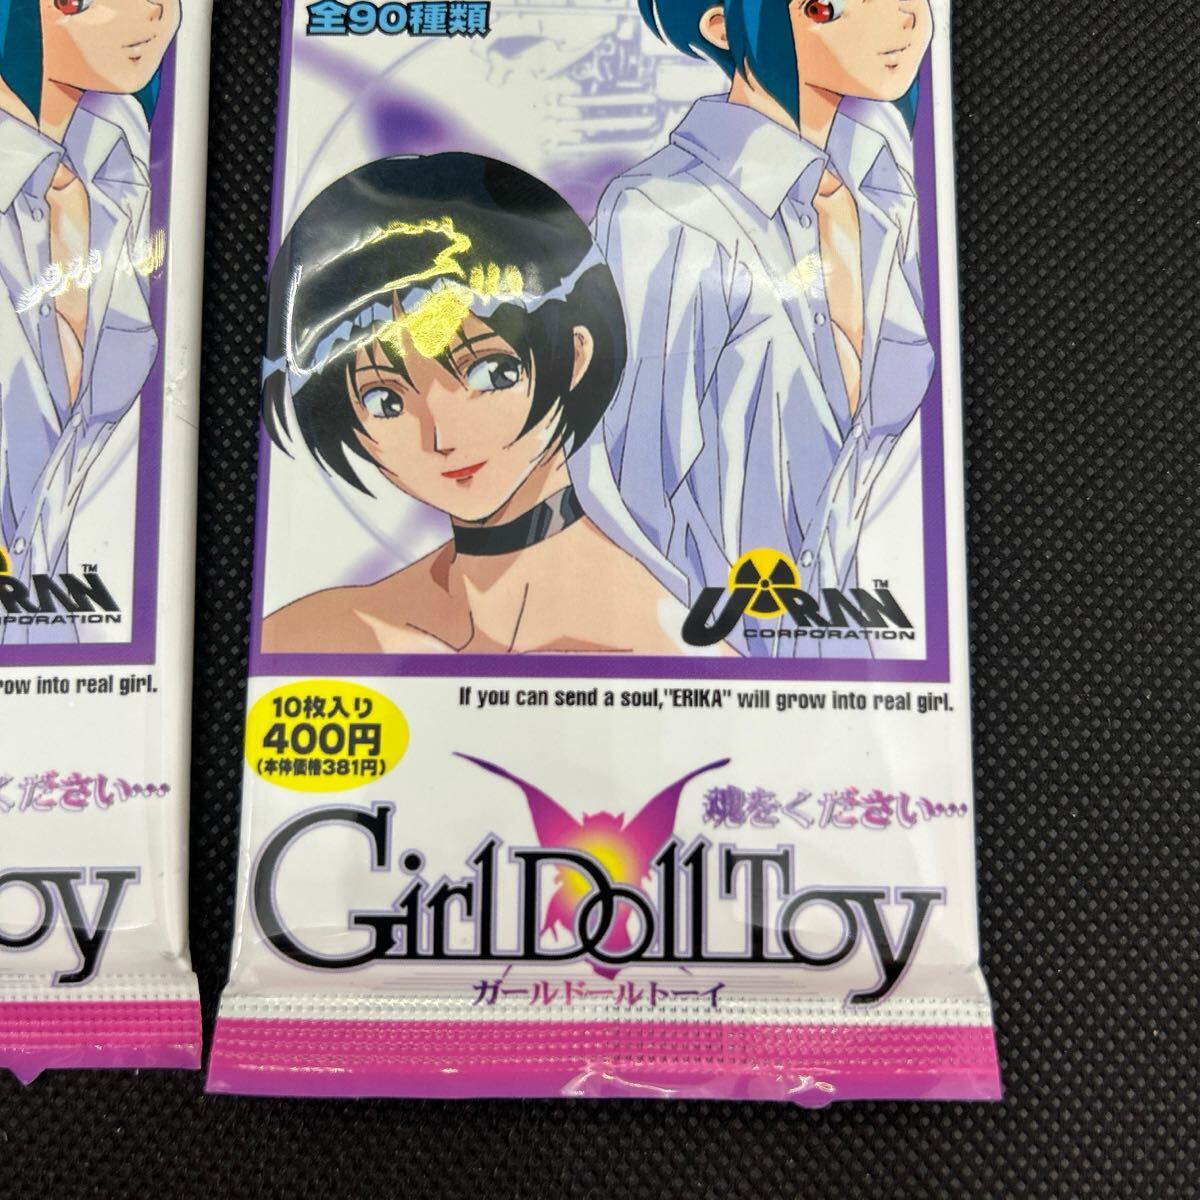 全90種類
URAN™
CORPORATION
If you can send a soul,"ERIKA" will grow into real girl.
10枚入り
400円
(本体価格381円)
魂をください…
GirlDollToy
ガールドールトーイ
RAN™
CORPORATION
row into real girl.
ください…
oy